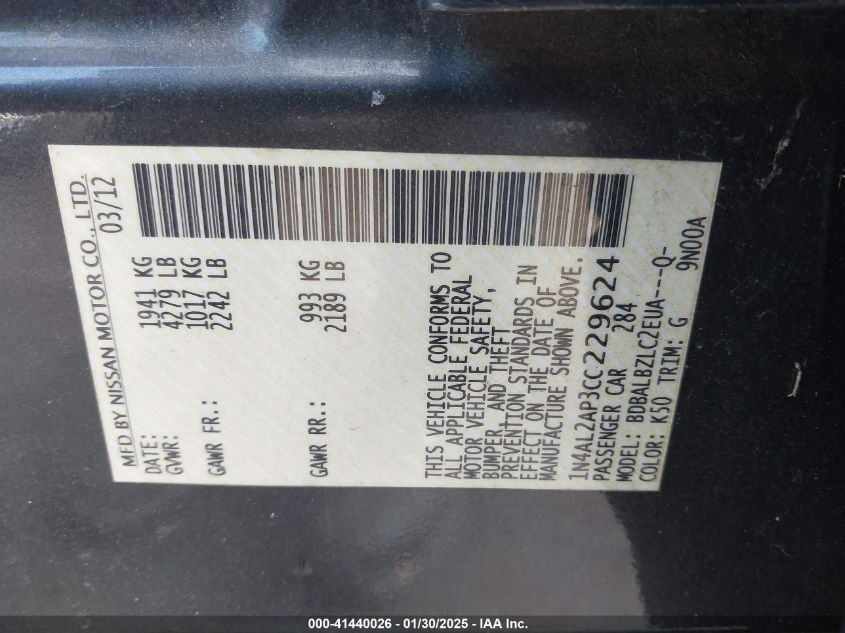 MFD BY NISSAN MOTOR CO., LTD.
DATE: 03/12
GVWR: 1941 KG
4279 LB
GAWR FR.: 1017 KG
2242 LB
GAWR RR.: 993 KG
2189 LB
THIS VEHICLE CONFORMS TO
ALL APPLICABLE FEDERAL
MOTOR VEHICLE SAFETY,
BUMPER, AND THEFT
PREVENTION STANDARDS IN
EFFECT ON THE DATE OF
MANUFACTURE SHOWN ABOVE.
1N4AL2AP3CC229624
PASSENGER CAR 284
MODEL: BDBALBZLC2EUA---Q-
COLOR: K50 TRIM: G 9N00A
000-41440026 - 01/30/2025 - IAA Inc.